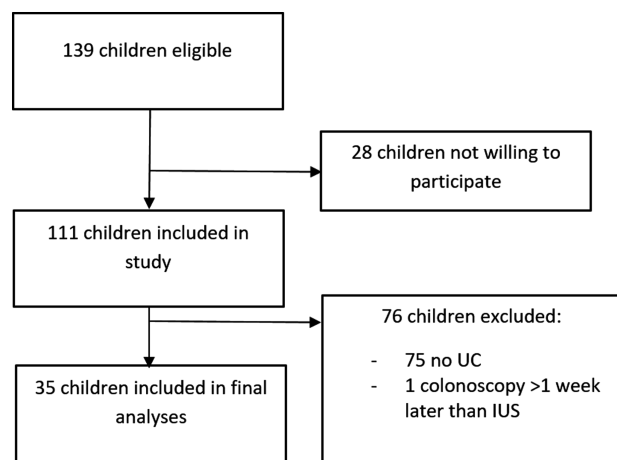 139 children eligible
28 children not willing to
participate
111 children included in
study
76 children excluded:
- 75 no UC
- 1 colonoscopy >1 week
later than IUS
35 children included in final
analyses